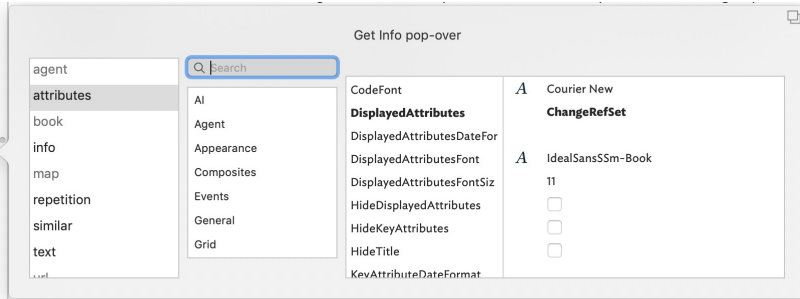 Get Info pop-over
agent
attributes
book
info
map
repetition
similar
text
url
Search
AI
Agent
Appearance
Composites
Events
General
Grid
CodeFont A Courier New
DisplayedAttributes ChangeRefSet
DisplayedAttributesDateFor
DisplayedAttributesFont A IdealSansSSm-Book
DisplayedAttributesFontSiz 11
HideDisplayedAttributes
HideKeyAttributes
HideTitle
KeyAttributeDateFormat